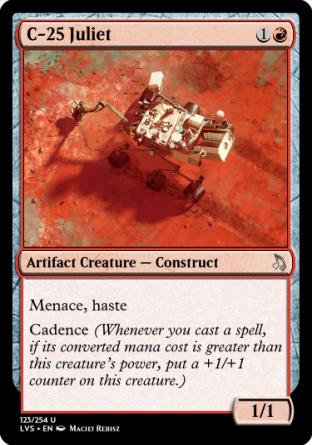 C-25 Juliet 1
Artifact Creature — Construct
Menace, haste
Cadence (Whenever you cast a spell,
if its converted mana cost is greater than
this creature's power, put a +1/+1
counter on this creature.)
1/1
123/254 U
LVS • EN Maciej Rebisz